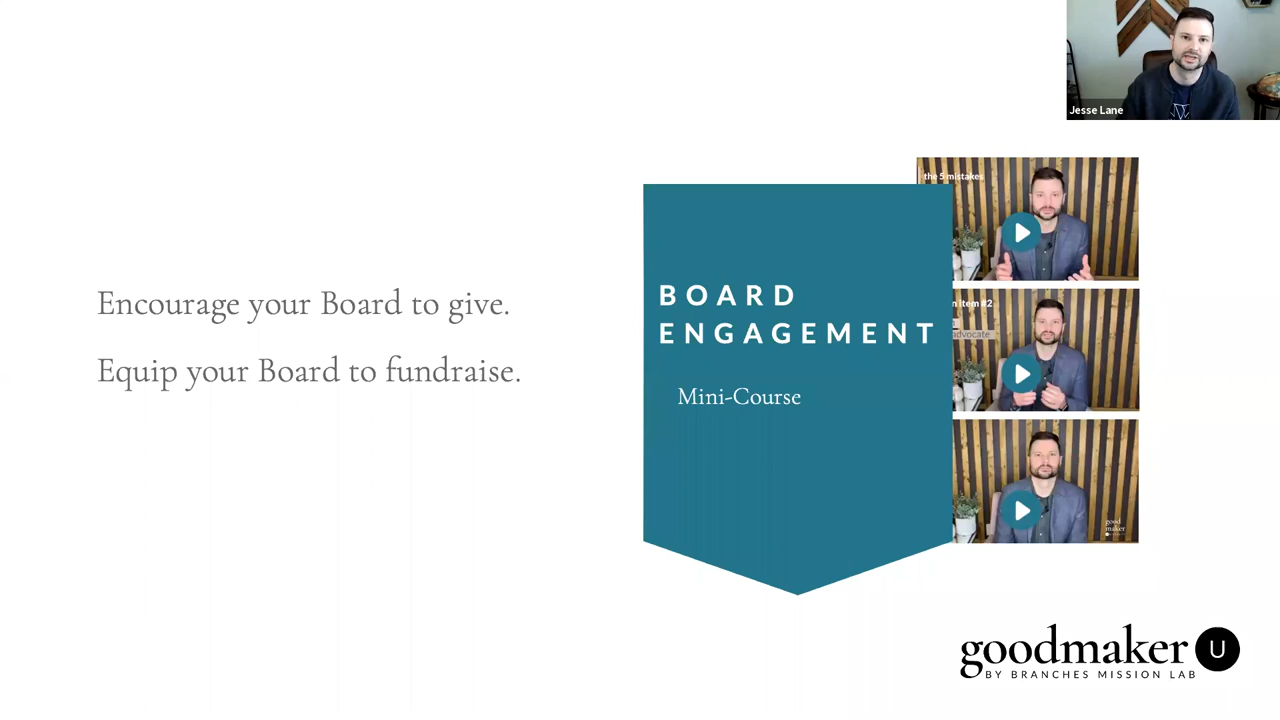 Jesse Lane
the 5 mistakes
Encourage your Board to give.
Equip your Board to fundraise.
BOARD
ENGAGEMENT
Mini-Course
Item #2
advocate
good
maker
goodmaker U
BY BRANCHES MISSION LAB